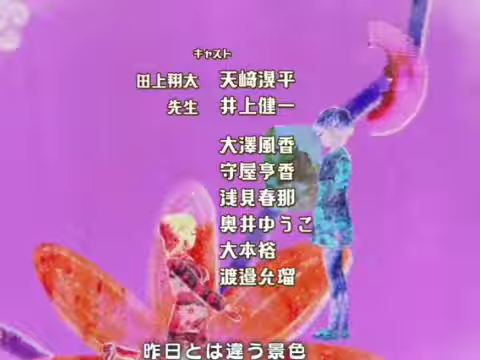 キャスト
田上翔太 天﨑滉平
先生 井上健一
大澤風香
守屋亨香
浅見春那
奥井ゆうこ
大本裕
渡邉允瑠
昨日とは違う景色